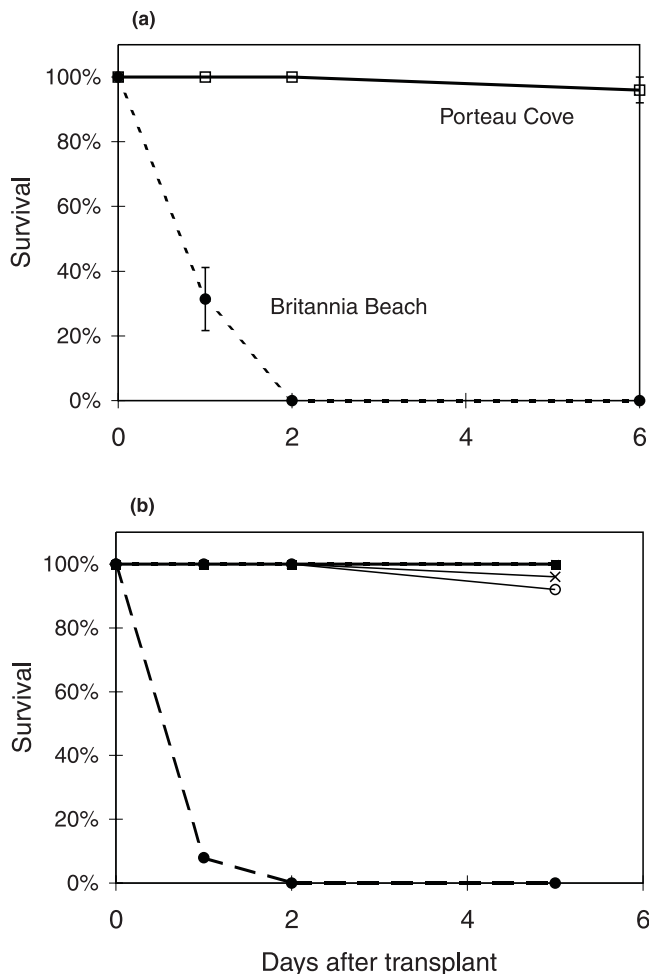 (a)
100%
80%
60%
40%
20%
0%
Survival
Porteau Cove
Britannia Beach
0 2 4 6
(b)
100%
80%
60%
40%
20%
0%
Survival
0 2 4 6
Days after transplant